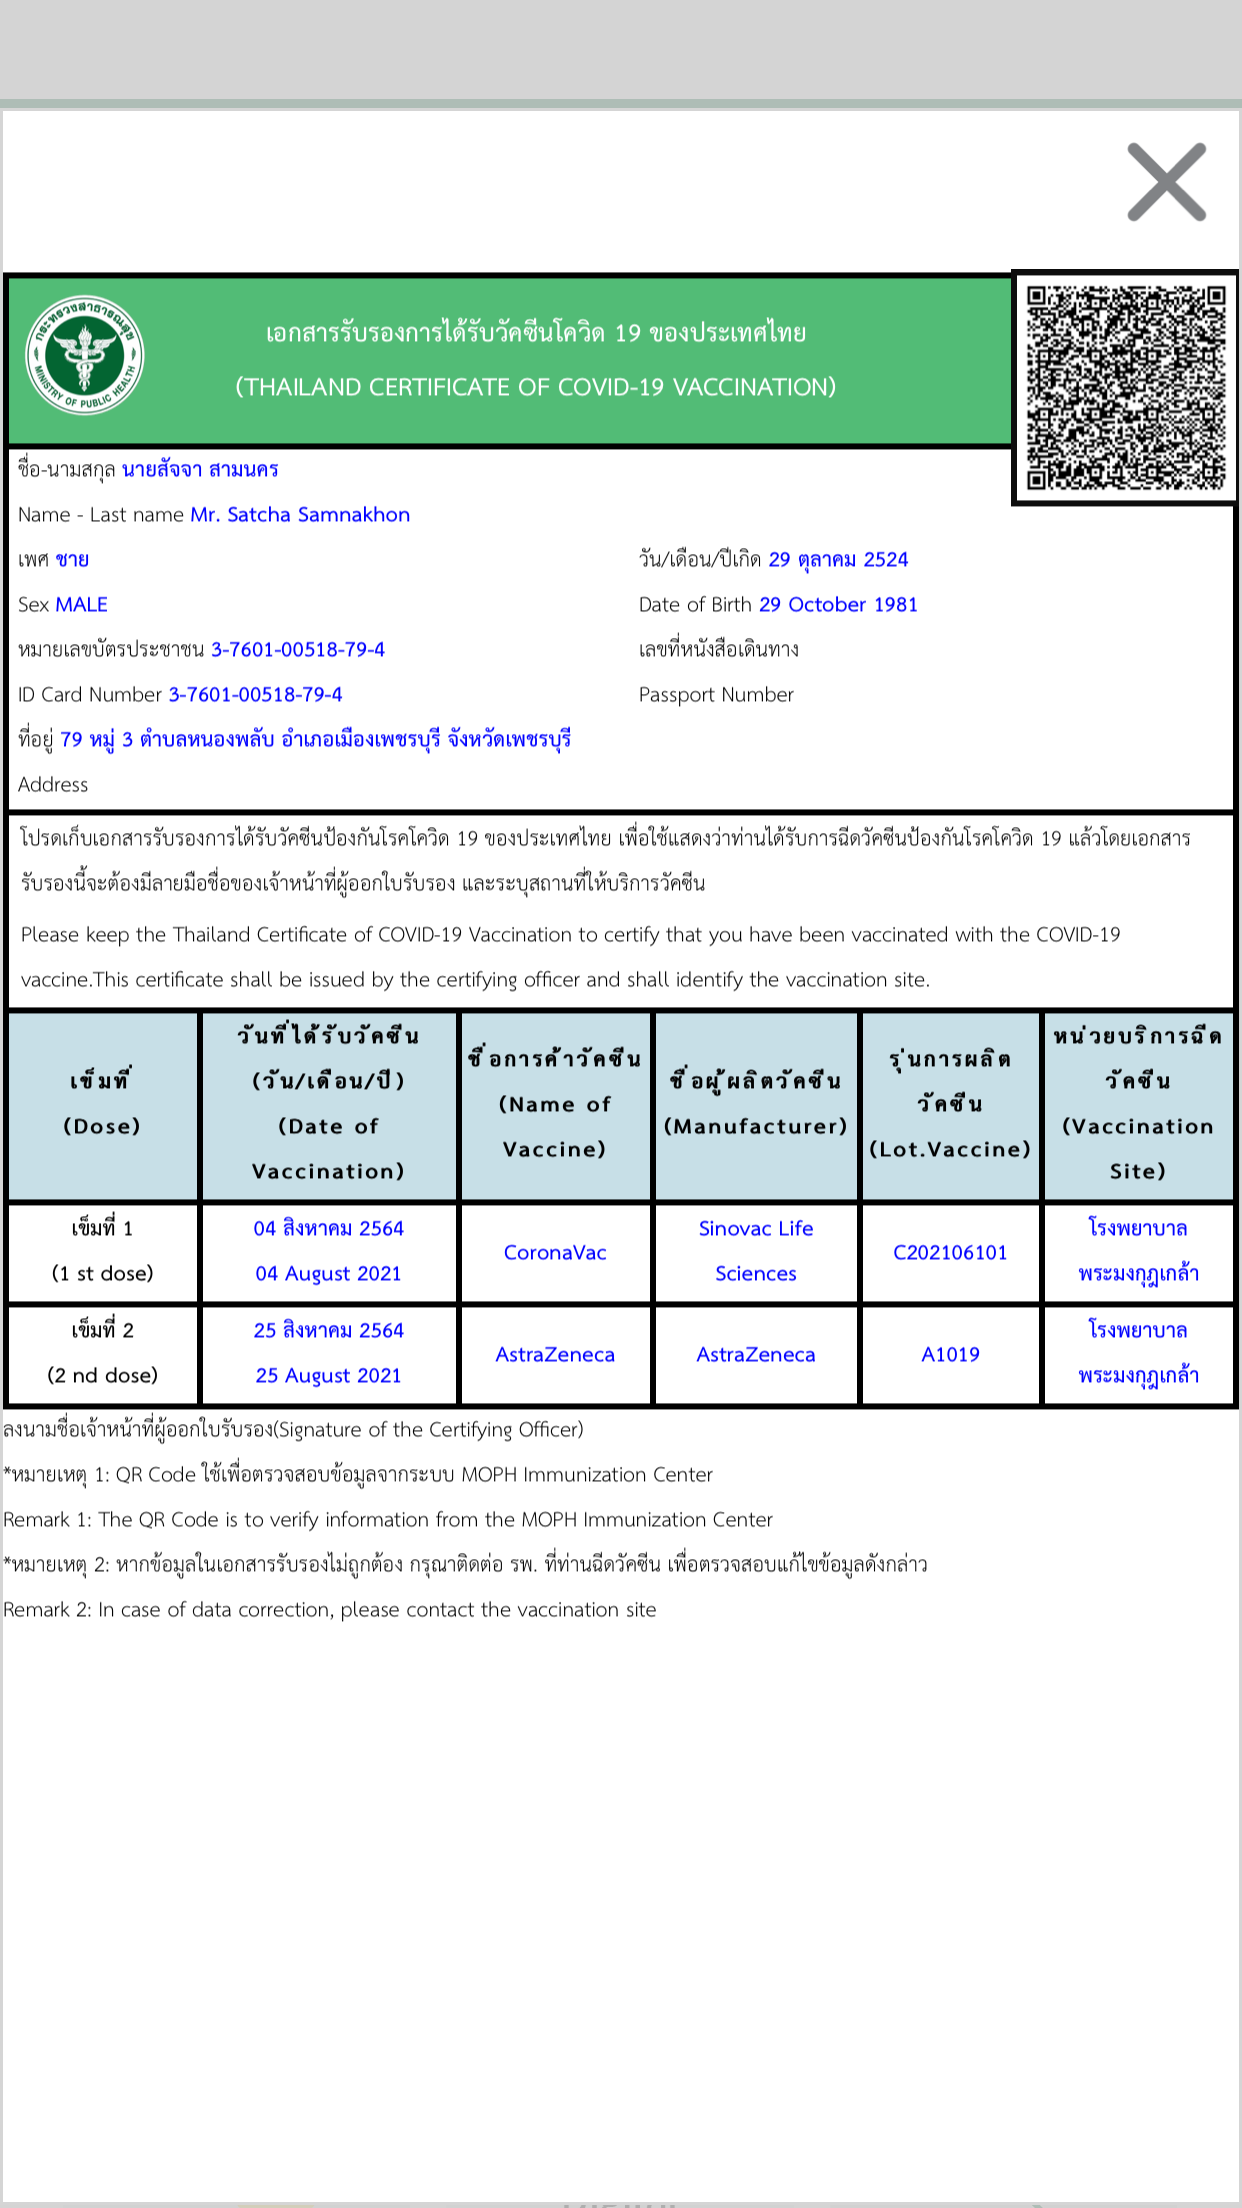 กระทรวงสาธารณสุข
MINISTRY OF PUBLIC HEALTH
เอกสารรับรองการได้รับวัคซีนโควิด 19 ของประเทศไทย
(THAILAND CERTIFICATE OF COVID-19 VACCINATION)
ชื่อ-นามสกุล นายสัจจา สามนคร
Name - Last name Mr. Satcha Samnakhon
เพศ ชาย วัน/เดือน/ปีเกิด 29 ตุลาคม 2524
Sex MALE Date of Birth 29 October 1981
หมายเลขบัตรประชาชน 3-7601-00518-79-4 เลขที่หนังสือเดินทาง
ID Card Number 3-7601-00518-79-4 Passport Number
ที่อยู่ 79 หมู่ 3 ตำบลหนองพลับ อำเภอเมืองเพชรบุรี จังหวัดเพชรบุรี
Address
โปรดเก็บเอกสารรับรองการได้รับวัคซีนป้องกันโรคโควิด 19 ของประเทศไทย เพื่อใช้แสดงว่าท่านได้รับการฉีดวัคซีนป้องกันโรคโควิด 19 แล้วโดยเอกสาร
รับรองนี้จะต้องมีลายมือชื่อของเจ้าหน้าที่ผู้ออกใบรับรอง และระบุสถานที่ให้บริการวัคซีน
Please keep the Thailand Certificate of COVID-19 Vaccination to certify that you have been vaccinated with the COVID-19
vaccine.This certificate shall be issued by the certifying officer and shall identify the vaccination site.
เข็มที่
(Dose)
วันที่ได้รับวัคซีน
(วัน/เดือน/ปี)
(Date of
Vaccination)
ชื่อการค้าวัคซีน
(Name of
Vaccine)
ชื่อผู้ผลิตวัคซีน
(Manufacturer)
รุ่นการผลิต
วัคซีน
(Lot.Vaccine)
หน่วยบริการฉีด
วัคซีน
(Vaccination
Site)
เข็มที่ 1
(1 st dose)
04 สิงหาคม 2564
04 August 2021
CoronaVac
Sinovac Life
Sciences
C202106101
โรงพยาบาล
พระมงกุฎเกล้า
เข็มที่ 2
(2 nd dose)
25 สิงหาคม 2564
25 August 2021
AstraZeneca
AstraZeneca
A1019
โรงพยาบาล
พระมงกุฎเกล้า
ลงนามชื่อเจ้าหน้าที่ผู้ออกใบรับรอง(Signature of the Certifying Officer)
*หมายเหตุ 1: QR Code ใช้เพื่อตรวจสอบข้อมูลจากระบบ MOPH Immunization Center
Remark 1: The QR Code is to verify information from the MOPH Immunization Center
*หมายเหตุ 2: หากข้อมูลในเอกสารรับรองไม่ถูกต้อง กรุณาติดต่อ รพ. ที่ท่านฉีดวัคซีน เพื่อตรวจสอบแก้ไขข้อมูลดังกล่าว
Remark 2: In case of data correction, please contact the vaccination site